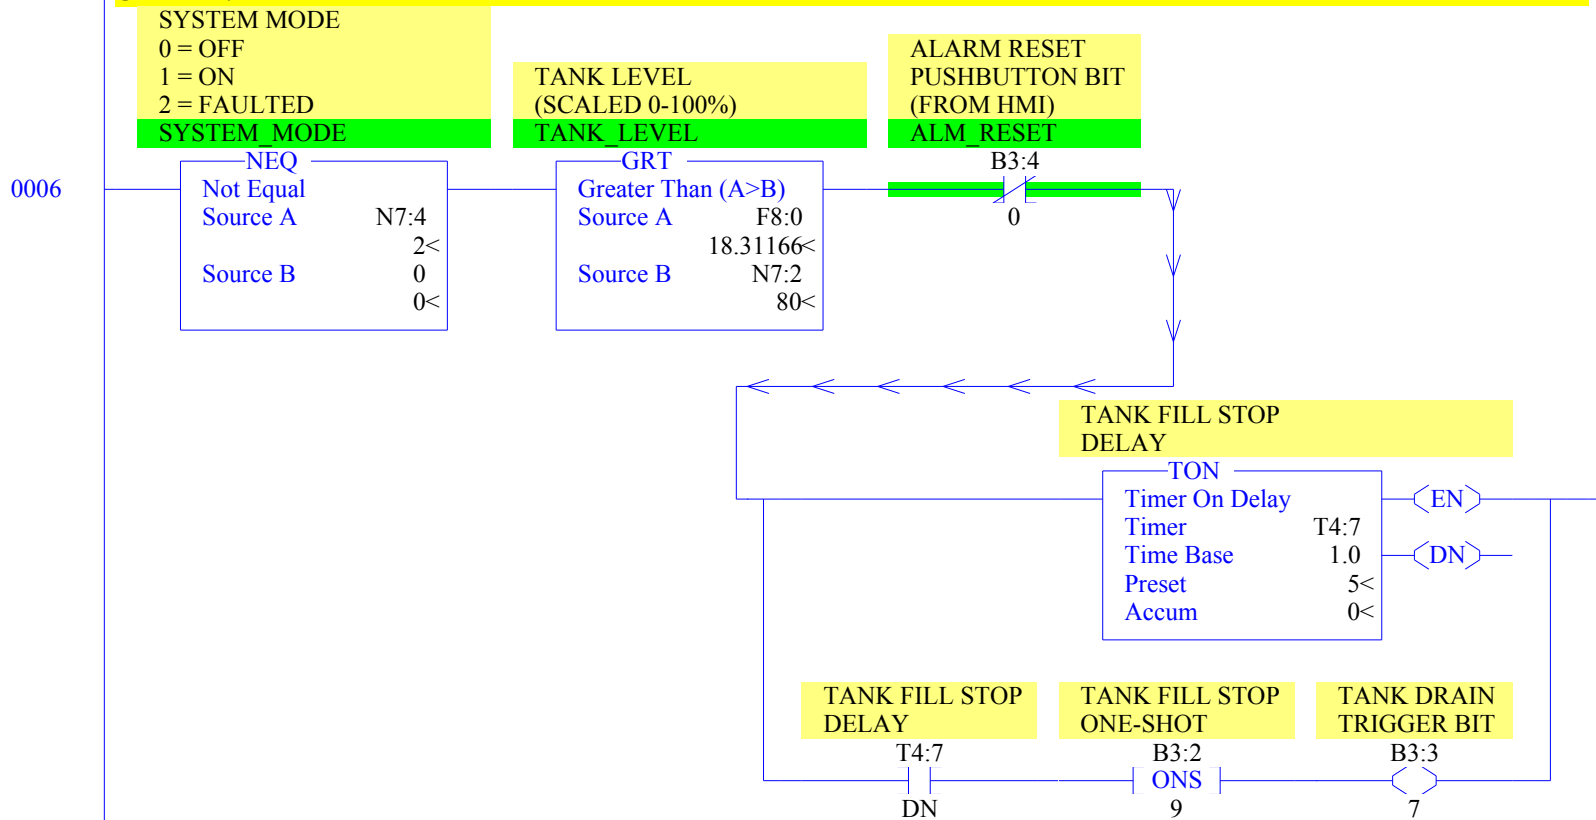 SYSTEM MODE
0 = OFF
1 = ON
2 = FAULTED
SYSTEM_MODE
TANK LEVEL
(SCALED 0-100%)
TANK_LEVEL
ALARM RESET
PUSHBUTTON BIT
(FROM HMI)
ALM_RESET
0006
NEQ
Not Equal
Source A N7:4
2<
Source B 0
0<
GRT
Greater Than (A>B)
Source A F8:0
18.31166<
Source B N7:2
80<
B3:4
0
TANK FILL STOP
DELAY
TON
Timer On Delay
Timer T4:7
Time Base 1.0
Preset 5<
Accum 0<
EN
DN
TANK FILL STOP
DELAY
T4:7
DN
TANK FILL STOP
ONE-SHOT
B3:2
ONS
9
TANK DRAIN
TRIGGER BIT
B3:3
7